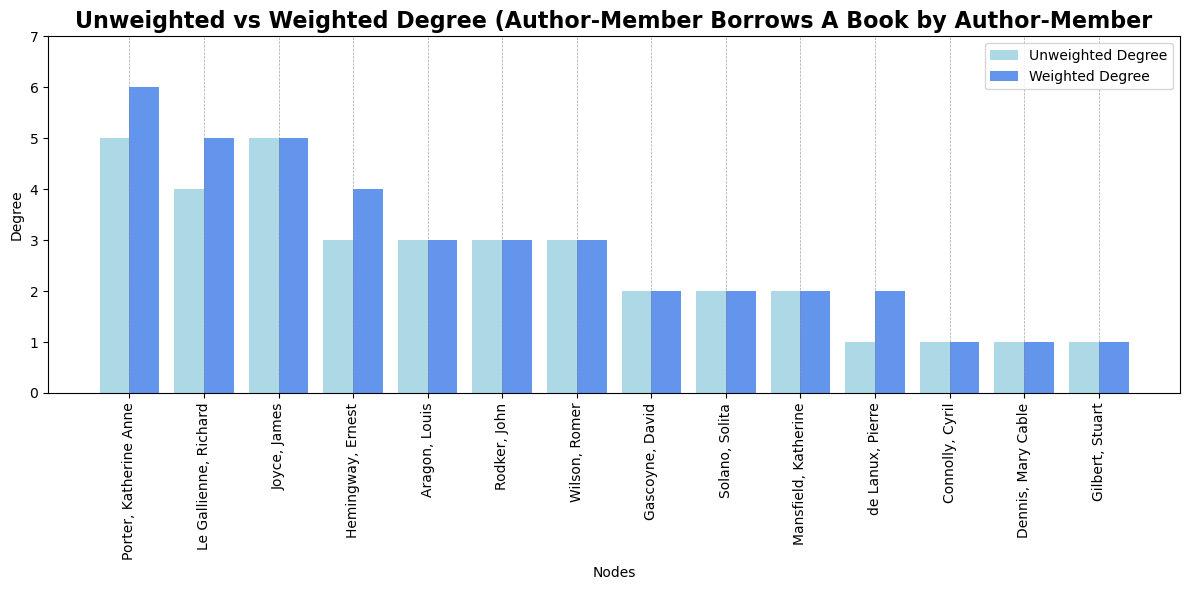 Unweighted vs Weighted Degree (Author-Member Borrows A Book by Author-Member
Unweighted Degree
Weighted Degree
Degree
7
6
5
4
3
2
1
0
Porter, Katherine Anne
Le Gallienne, Richard
Joyce, James
Hemingway, Ernest
Aragon, Louis
Rodker, John
Wilson, Romer
Gascoyne, David
Solano, Solita
Mansfield, Katherine
de Lanux, Pierre
Connolly, Cyril
Dennis, Mary Cable
Gilbert, Stuart
Nodes